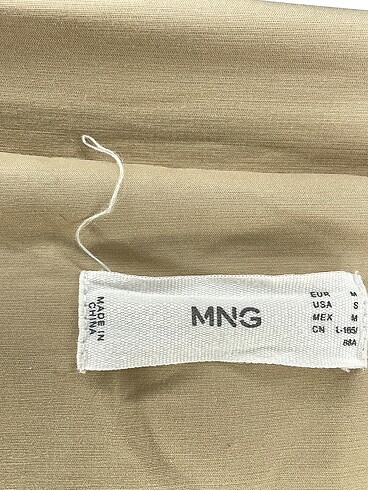 MADE IN
CHINA
MNG
EUR M
USA S
MEX M
CN L-165/
88A